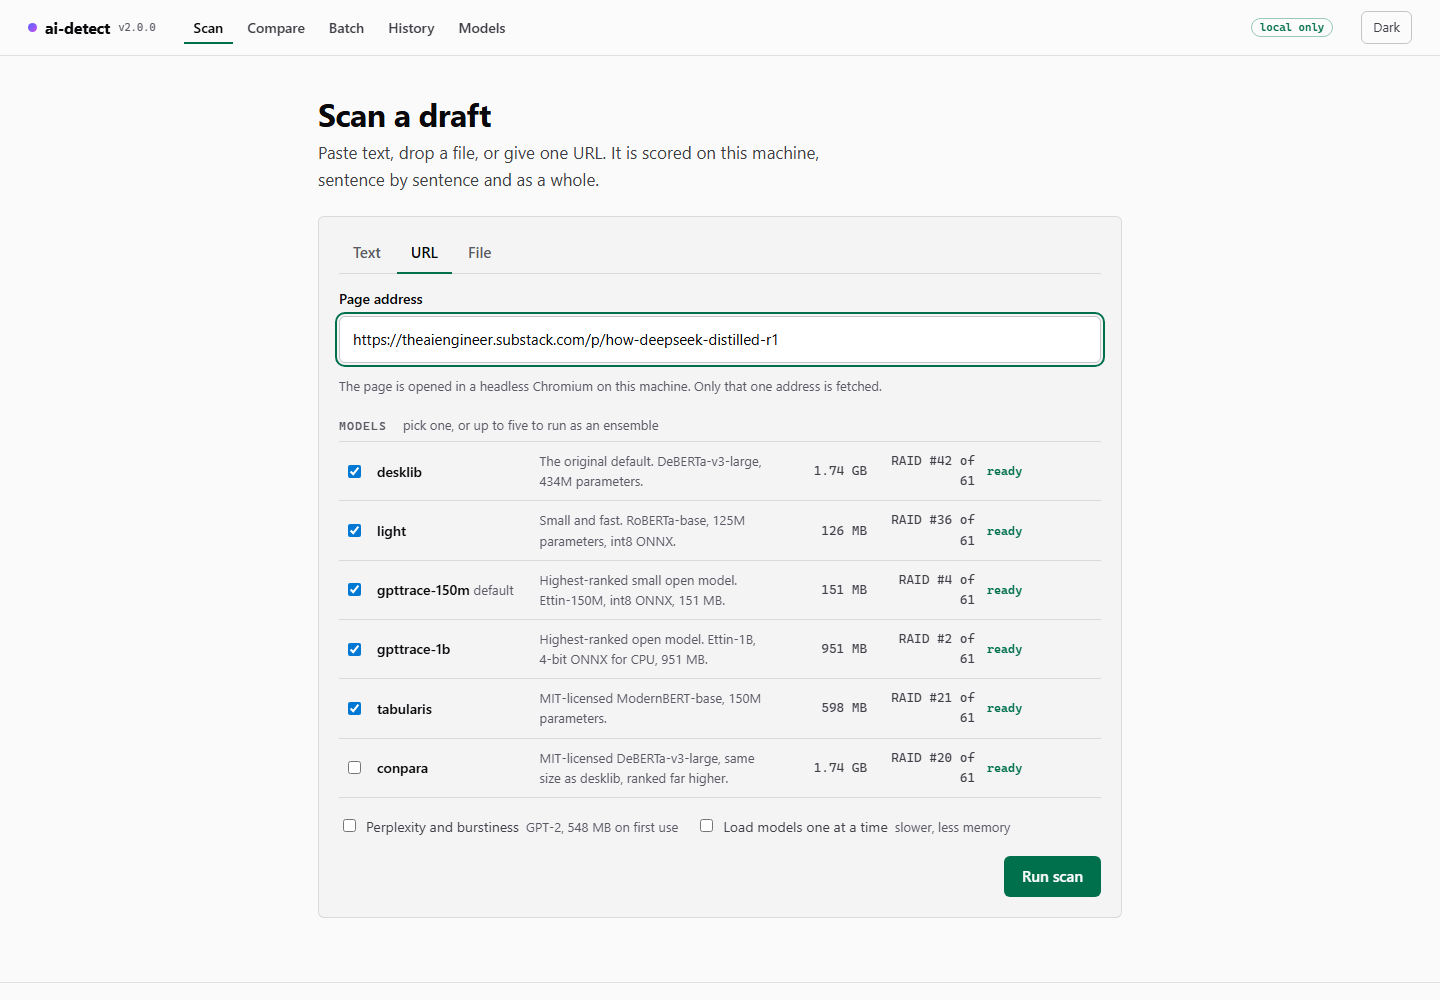 ai-detect v2.0.0 Scan Compare Batch History Models local only Dark
Scan a draft
Paste text, drop a file, or give one URL. It is scored on this machine,
sentence by sentence and as a whole.
Text URL File
Page address
https://theaiengineer.substack.com/p/how-deepseek-distilled-r1
The page is opened in a headless Chromium on this machine. Only that one address is fetched.
MODELS pick one, or up to five to run as an ensemble
desklib
The original default. DeBERTa-v3-large,
434M parameters.
1.74 GB
RAID #42 of
61
ready
light
Small and fast. RoBERTa-base, 125M
parameters, int8 ONNX.
126 MB
RAID #36 of
61
ready
gpttrace-150m default
Highest-ranked small open model.
Ettin-150M, int8 ONNX, 151 MB.
151 MB
RAID #4 of
61
ready
gpttrace-1b
Highest-ranked open model. Ettin-1B,
4-bit ONNX for CPU, 951 MB.
951 MB
RAID #2 of
61
ready
tabularis
MIT-licensed ModernBERT-base, 150M
parameters.
598 MB
RAID #21 of
61
ready
conpara
MIT-licensed DeBERTa-v3-large, same
size as desklib, ranked far higher.
1.74 GB
RAID #20 of
61
ready
Perplexity and burstiness GPT-2, 548 MB on first use Load models one at a time slower, less memory
Run scan